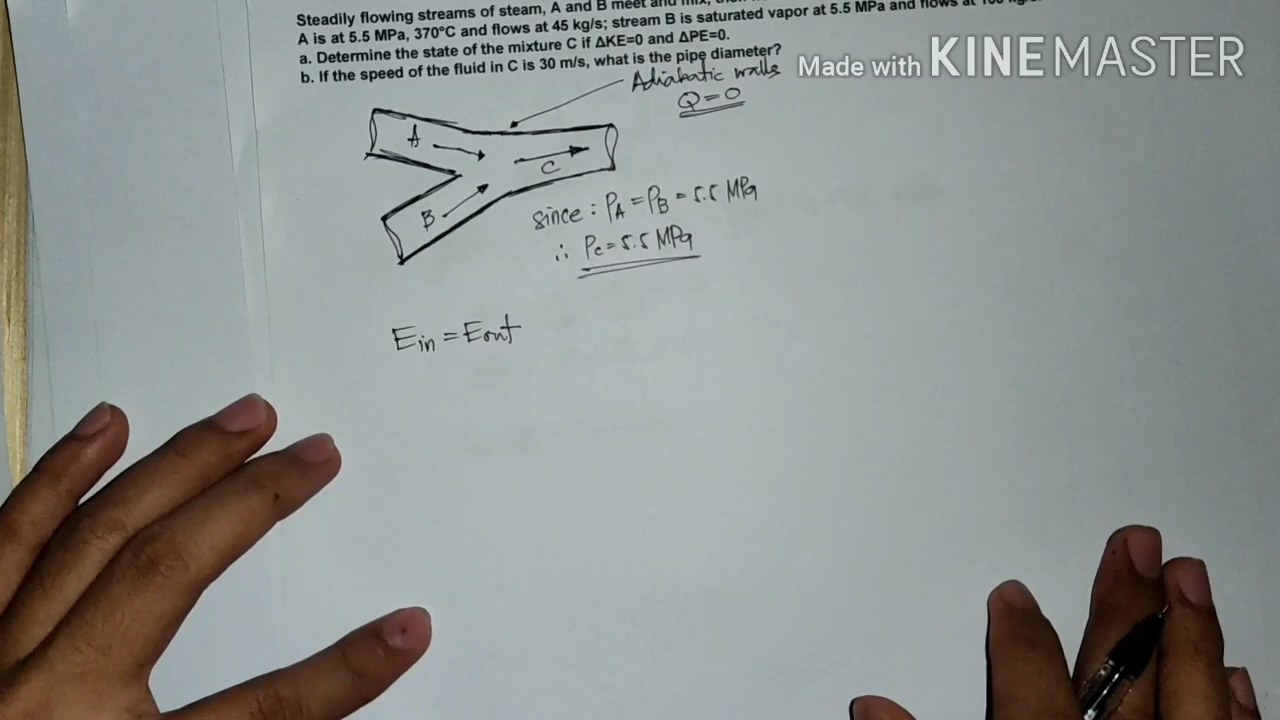 Steadily flowing streams of steam, A and B meet and mix,
A is at 5.5 MPa, 370°C and flows at 45 kg/s; stream B is saturated vapor at 5.5 MPa and flows at
a. Determine the state of the mixture C if ΔKE=0 and ΔPE=0.
b. If the speed of the fluid in C is 30 m/s, what is the pipe diameter?
Made with KINEMASTER
Adiabatic walls
Q=0
A
C
B
since: PA = PB = 5.5 MPa
∴ Pc = 5.5 MPa
Ein = Eout